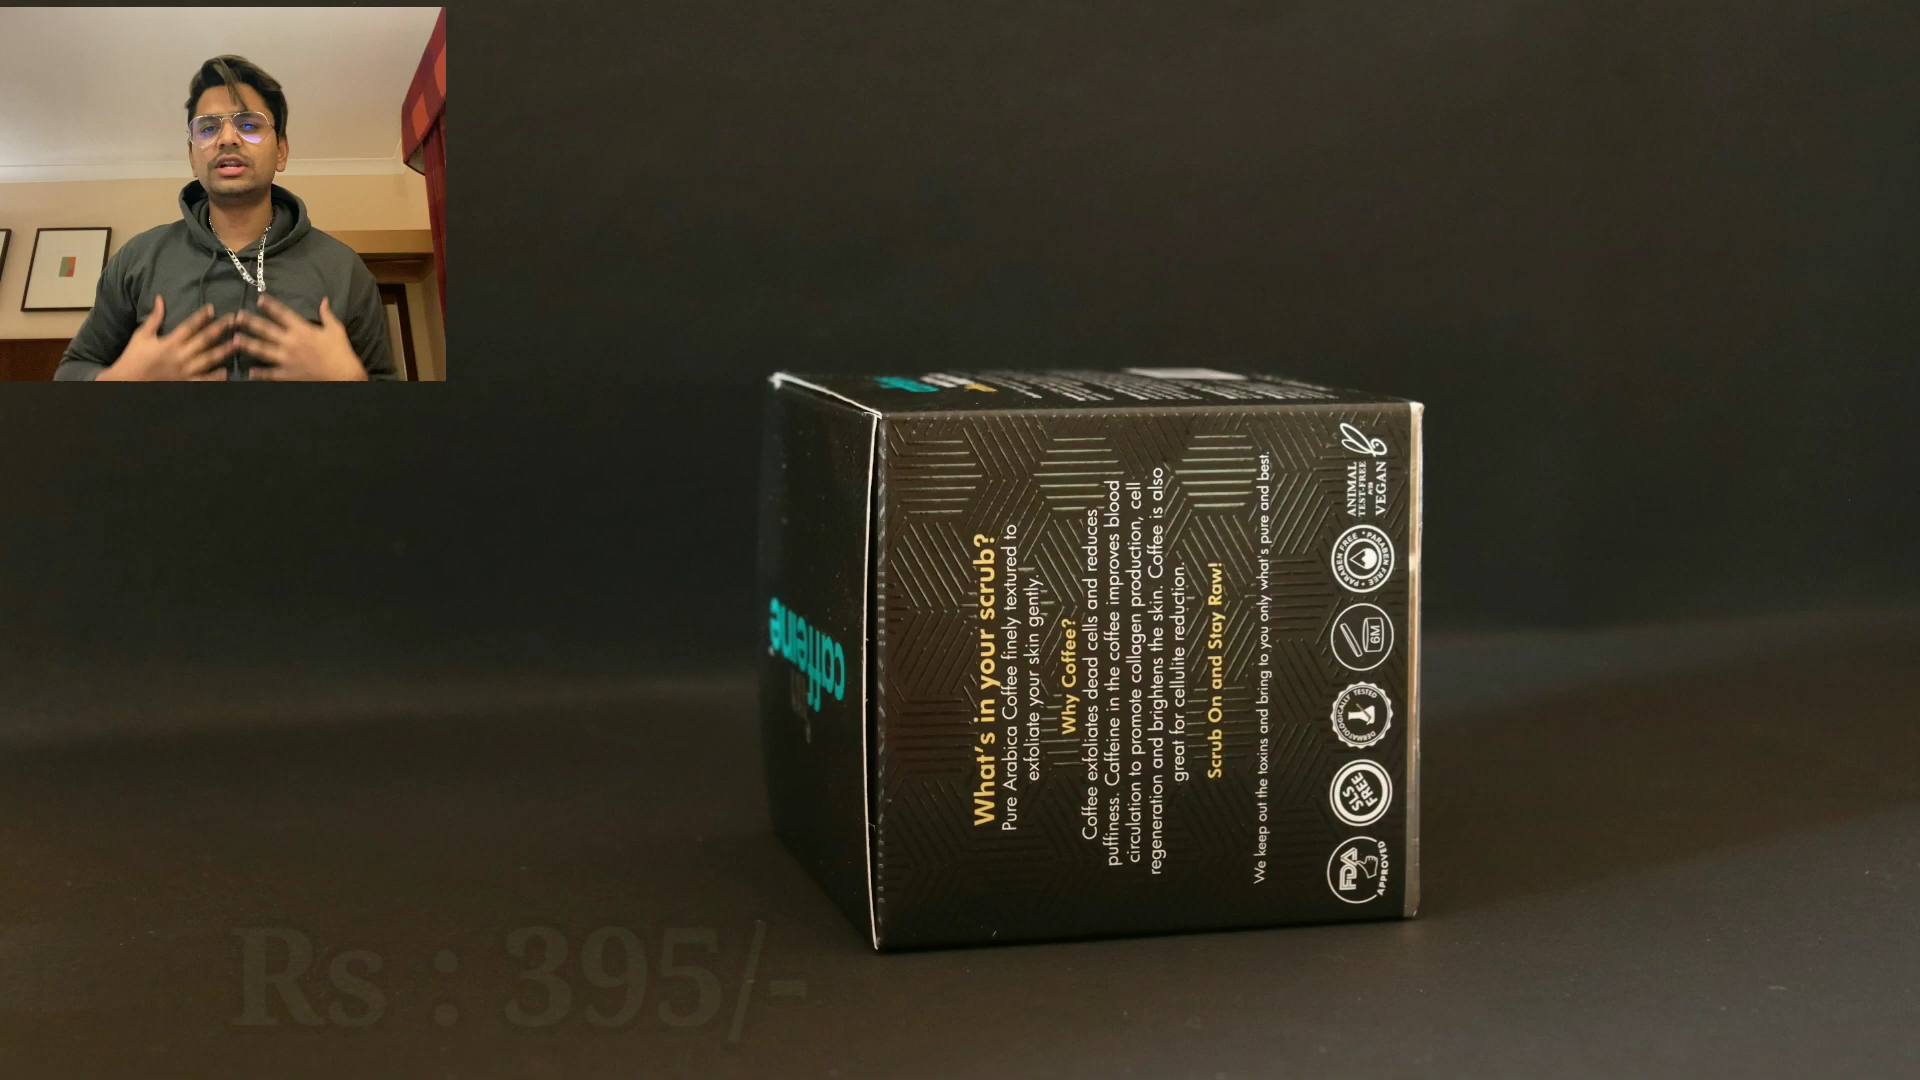 What's in your scrub?
Pure Arabica Coffee finely textured to
exfoliate your skin gently.
Why Coffee?
Coffee exfoliates dead cells and reduces
puffiness. Caffeine in the coffee improves blood
circulation to promote collagen production, cell
regeneration and brightens the skin. Coffee is also
great for cellulite reduction.
Scrub On and Stay Raw!
We keep out the toxins and bring to you only what's pure and best.
FDA
APPROVED
SLS
FREE
DERMATOLOGICALLY TESTED
6M
PARABEN FREE • PARABEN FREE •
ANIMAL
TEST-FREE
VEGAN
caffeine
Rs : 395/-